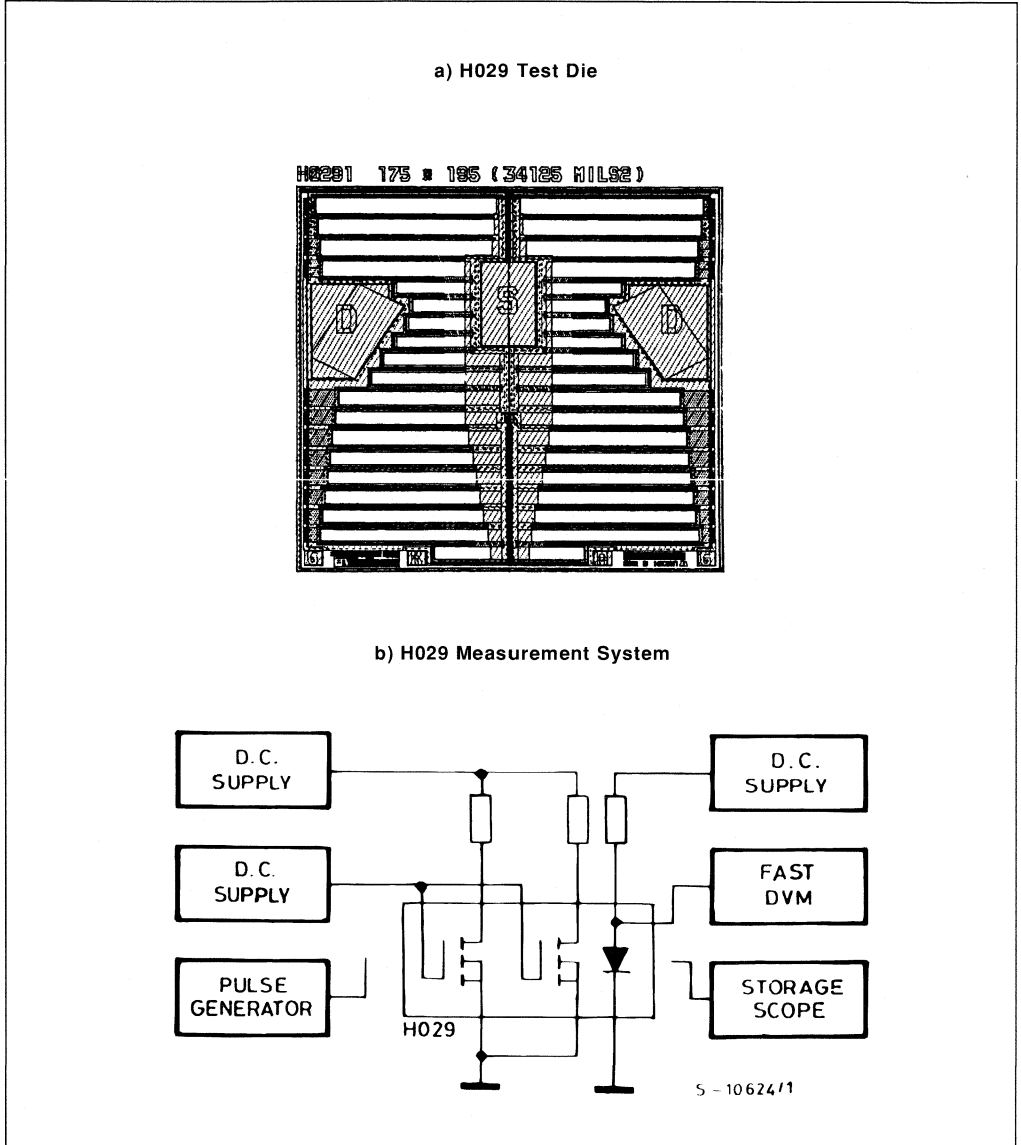 a) H029 Test Die
H0291 175 * 195 (34125 MILS2)
S
D
D
G
G
b) H029 Measurement System
D.C.
SUPPLY
D.C.
SUPPLY
D.C.
SUPPLY
FAST
DVM
PULSE
GENERATOR
STORAGE
SCOPE
H029
S-10624/1